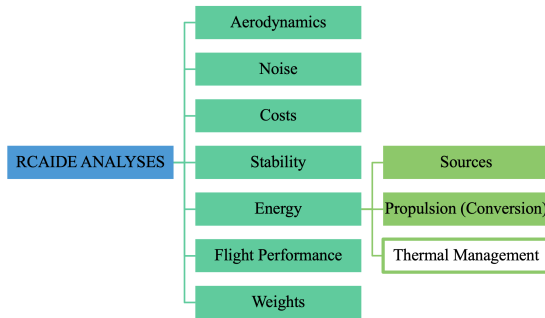 Aerodynamics
Noise
Costs
RCAIDE ANALYSES
Stability
Sources
Energy
Propulsion (Conversion)
Flight Performance
Thermal Management
Weights